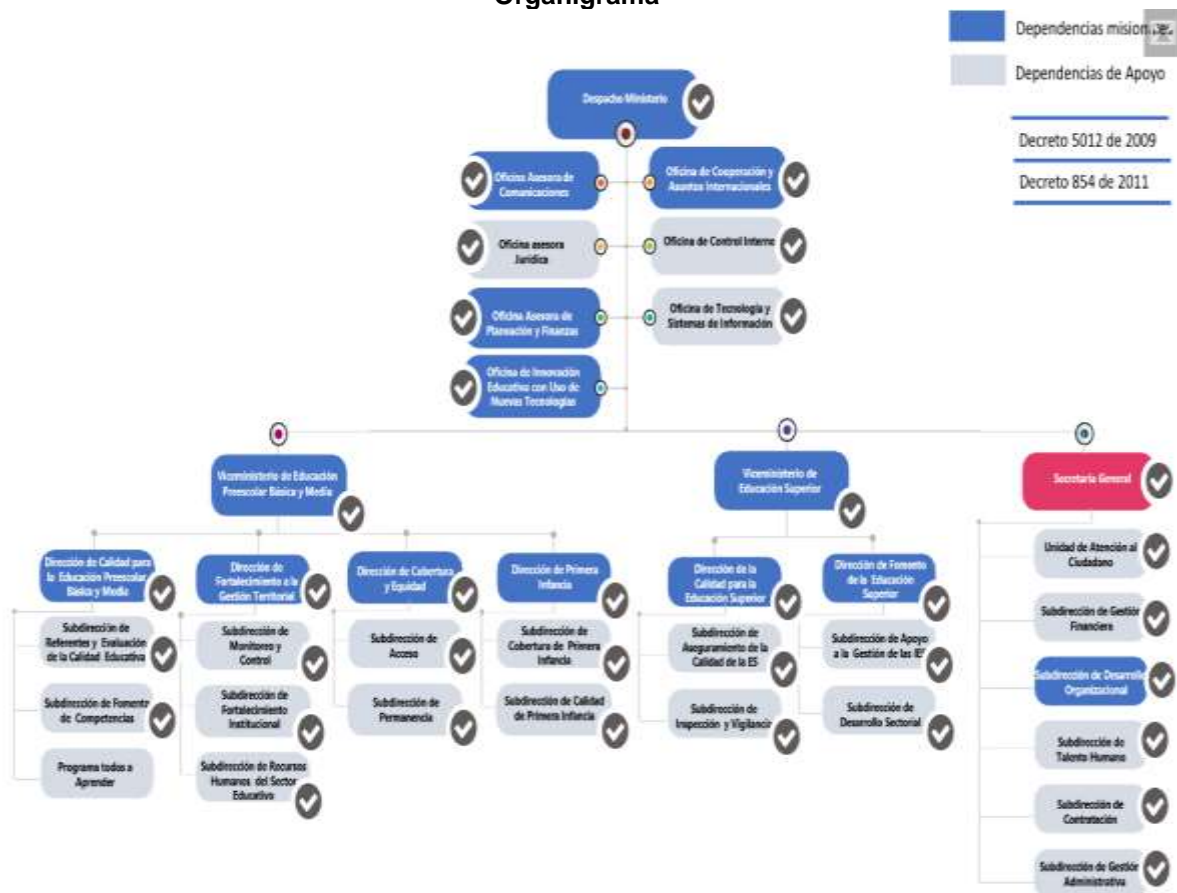 Organigrama
Dependencias misionales
Dependencias de Apoyo
Decreto 5012 de 2009
Decreto 854 de 2011
Despacho Ministerio
Oficina Asesora de
Comunicaciones
Oficina de Cooperación y
Asuntos Internacionales
Oficina asesora
Jurídica
Oficina de Control Interno
Oficina Asesora de
Planeación y Finanzas
Oficina de Tecnología y
Sistemas de Información
Oficina de Innovación
Educativa con Uso de
Nuevas Tecnologías
Viceministerio de Educación
Preescolar Básica y Media
Viceministerio de
Educación Superior
Secretaría General
Dirección de Calidad para
la Educación Preescolar
Básica y Media
Subdirección de
Referentes y Evaluación
de la Calidad Educativa
Subdirección de Fomento
de Competencias
Programa todos a
Aprender
Dirección de
Fortalecimiento a la
Gestión Territorial
Subdirección de
Monitoreo y
Control
Subdirección de
Fortalecimiento
Institucional
Subdirección de Recursos
Humanos del Sector
Educativo
Dirección de Cobertura
y Equidad
Subdirección de
Acceso
Subdirección de
Permanencia
Dirección de Primera
Infancia
Subdirección de
Cobertura de Primera
Infancia
Subdirección de Calidad
de Primera Infancia
Dirección de la
Calidad para la
Educación Superior
Subdirección de
Aseguramiento de la
Calidad de la ES
Subdirección de
Inspección y Vigilancia
Dirección de Fomento
de la Educación
Superior
Subdirección de Apoyo
a la Gestión de las IES
Subdirección de
Desarrollo Sectorial
Unidad de Atención al
Ciudadano
Subdirección de Gestión
Financiera
Subdirección de Desarrollo
Organizacional
Subdirección de
Talento Humano
Subdirección de
Contratación
Subdirección de Gestión
Administrativa